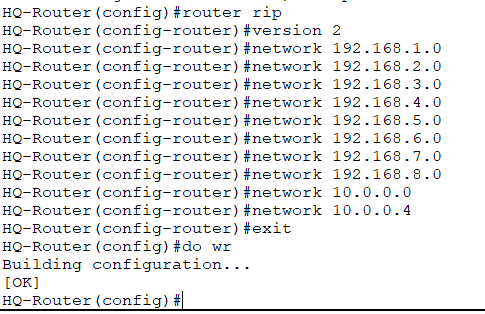 HQ-Router(config)#router rip
HQ-Router(config-router)#version 2
HQ-Router(config-router)#network 192.168.1.0
HQ-Router(config-router)#network 192.168.2.0
HQ-Router(config-router)#network 192.168.3.0
HQ-Router(config-router)#network 192.168.4.0
HQ-Router(config-router)#network 192.168.5.0
HQ-Router(config-router)#network 192.168.6.0
HQ-Router(config-router)#network 192.168.7.0
HQ-Router(config-router)#network 192.168.8.0
HQ-Router(config-router)#network 10.0.0.0
HQ-Router(config-router)#network 10.0.0.4
HQ-Router(config-router)#exit
HQ-Router(config)#do wr
Building configuration...
[OK]
HQ-Router(config)#